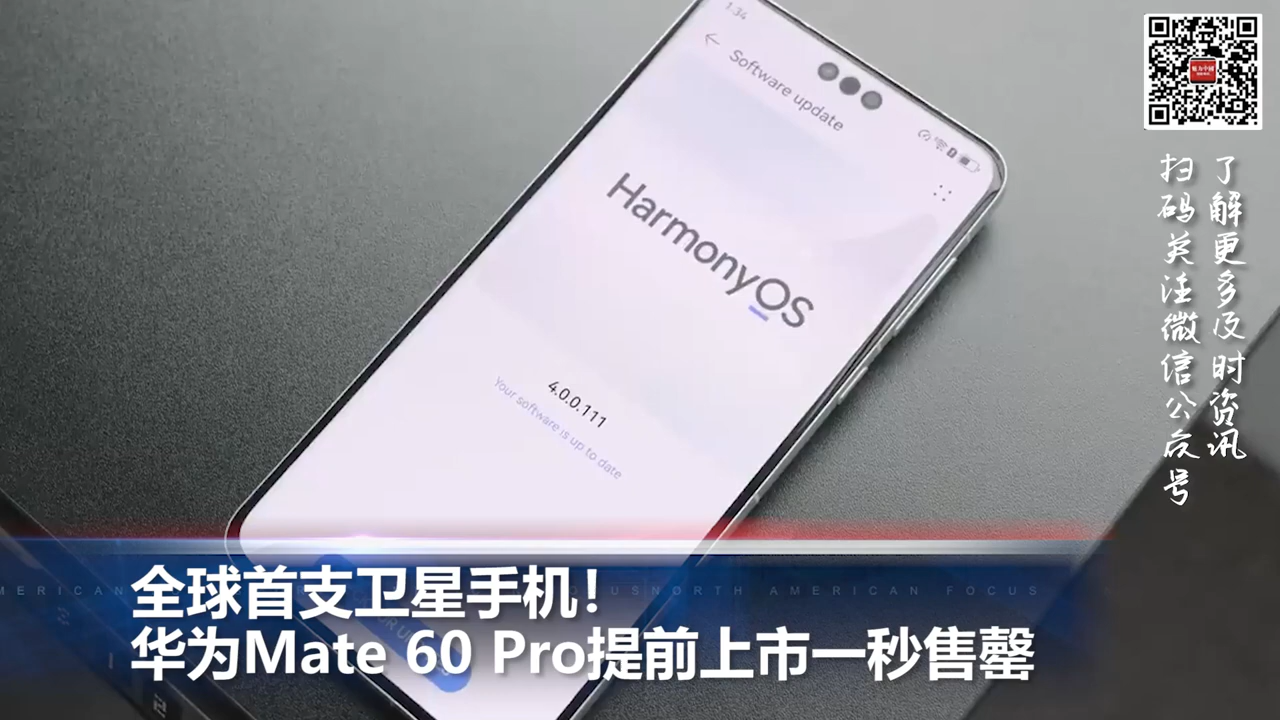 1:34
Software update
HarmonyOS
4.0.0.111
Your software is up to date
了解更多及时资讯
扫码关注微信公众号
NORTH AMERICAN FOCUS
全球首支卫星手机！
华为Mate 60 Pro提前上市一秒售罄